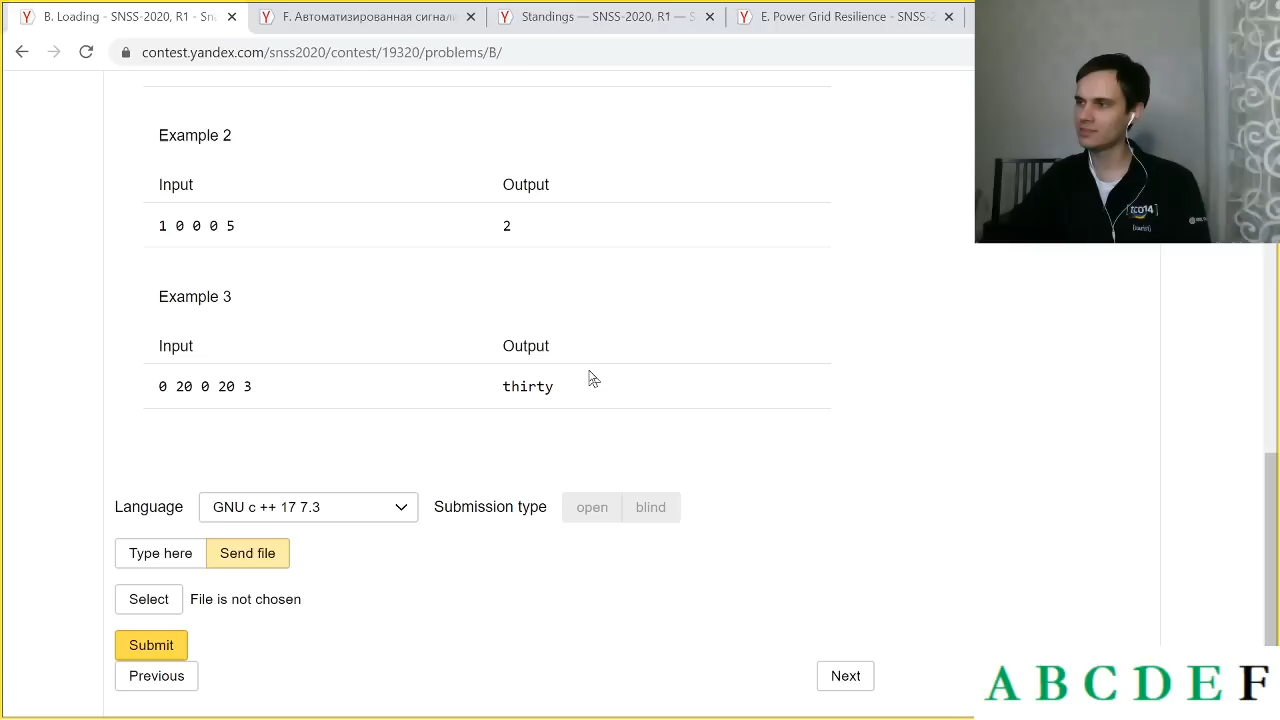 B. Loading - SNSS-2020, R1 - Sn
F. Автоматизированная сигнали
Standings — SNSS-2020, R1 — S
E. Power Grid Resilience - SNSS-2
contest.yandex.com/snss2020/contest/19320/problems/B/
Example 2
Input Output
1 0 0 0 5 2
Example 3
Input Output
0 20 0 20 3 thirty
Language GNU c ++ 17 7.3 Submission type open blind
Type here Send file
Select File is not chosen
Submit
Previous Next
A B C D E F